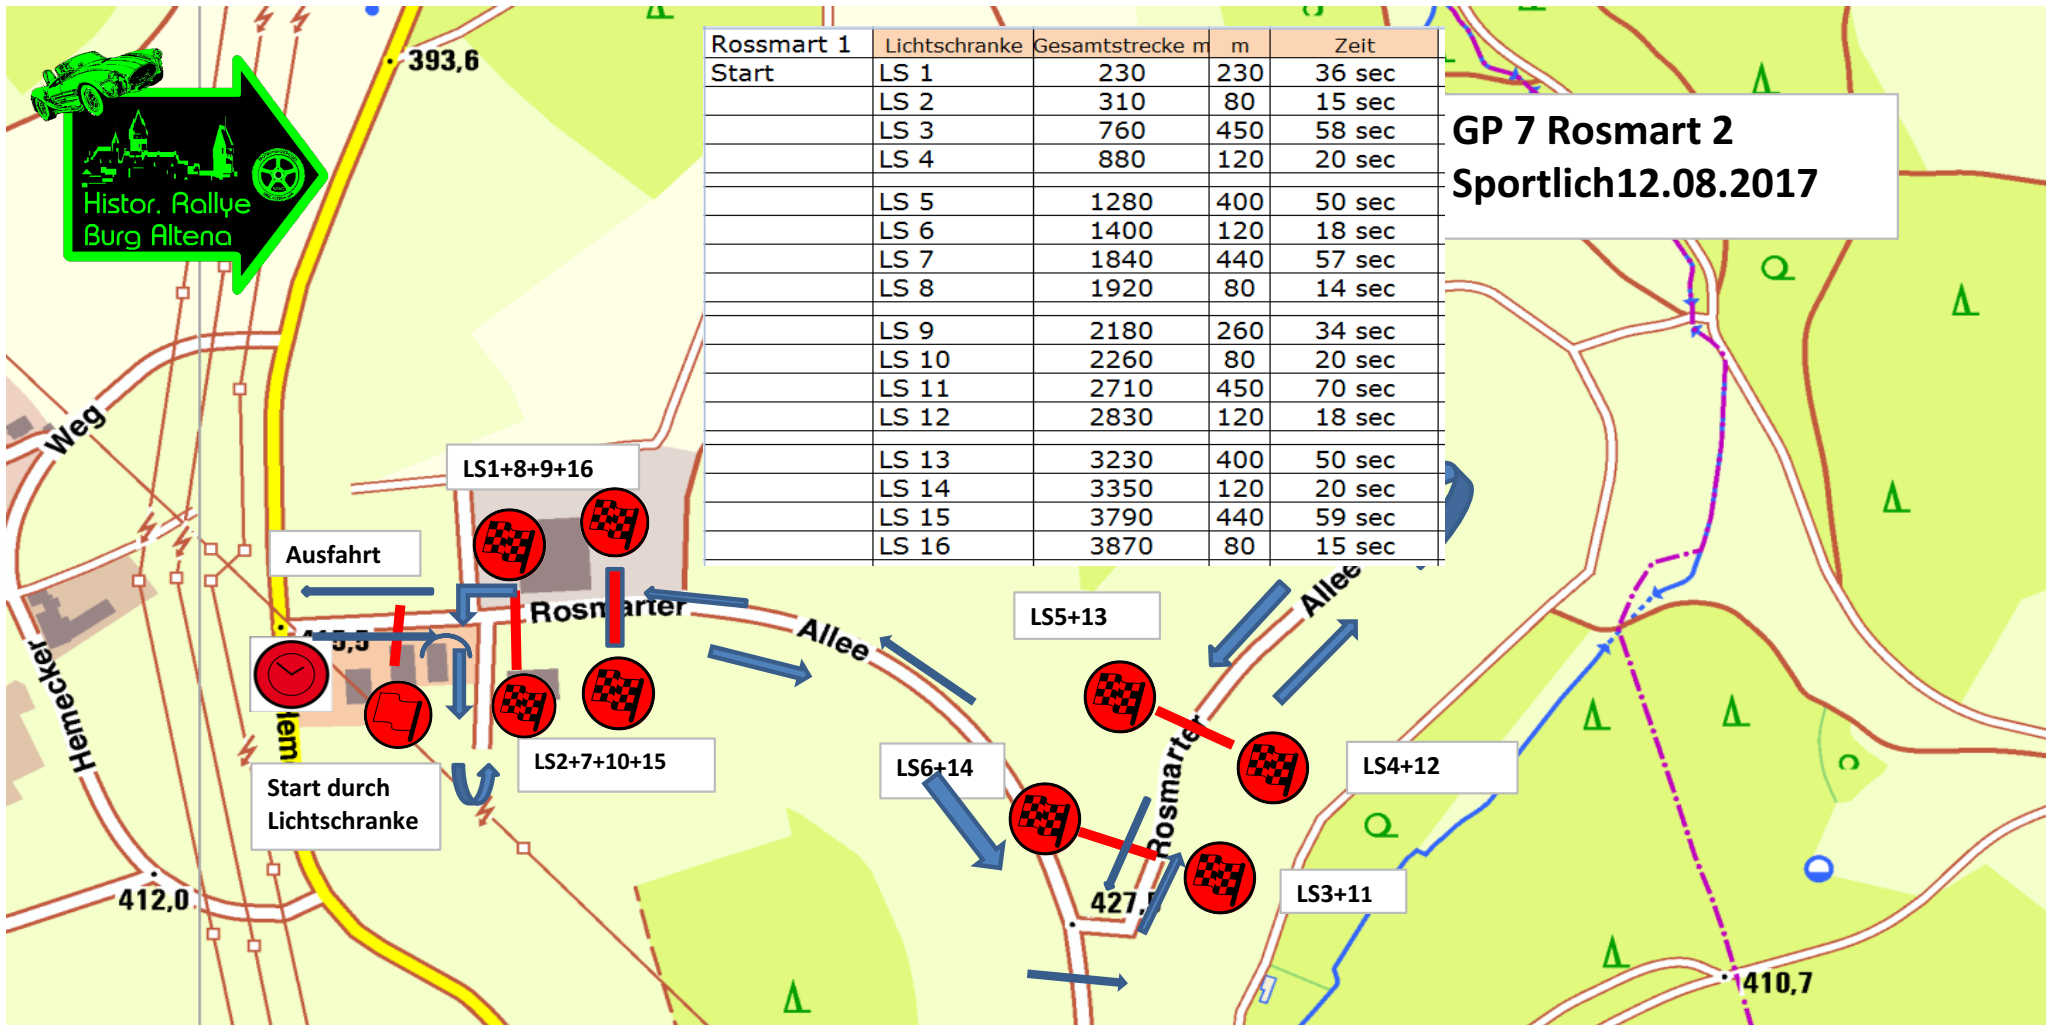 393,6
Histor. Rallye
Burg Altena
Rossmart 1 Lichtschranke Gesamtstrecke m m Zeit
Start LS 1 230 230 36 sec
LS 2 310 80 15 sec
LS 3 760 450 58 sec
LS 4 880 120 20 sec
LS 5 1280 400 50 sec
LS 6 1400 120 18 sec
LS 7 1840 440 57 sec
LS 8 1920 80 14 sec
LS 9 2180 260 34 sec
LS 10 2260 80 20 sec
LS 11 2710 450 70 sec
LS 12 2830 120 18 sec
LS 13 3230 400 50 sec
LS 14 3350 120 20 sec
LS 15 3790 440 59 sec
LS 16 3870 80 15 sec
GP 7 Rosmart 2
Sportlich12.08.2017
Weg
LS1+8+9+16
Ausfahrt
Rosmarter
Allee
Allee
LS5+13
Hemecker
Hem
LS2+7+10+15
LS6+14
Rosmarter
LS4+12
Start durch
Lichtschranke
LS3+11
412,0
427,5
410,7